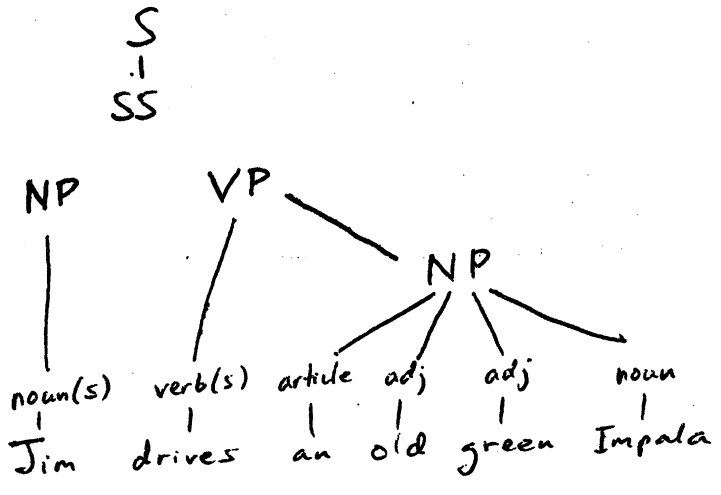 S
SS
NP VP
NP
noun(s) verb(s) article adj adj noun
Jim drives an old green Impala